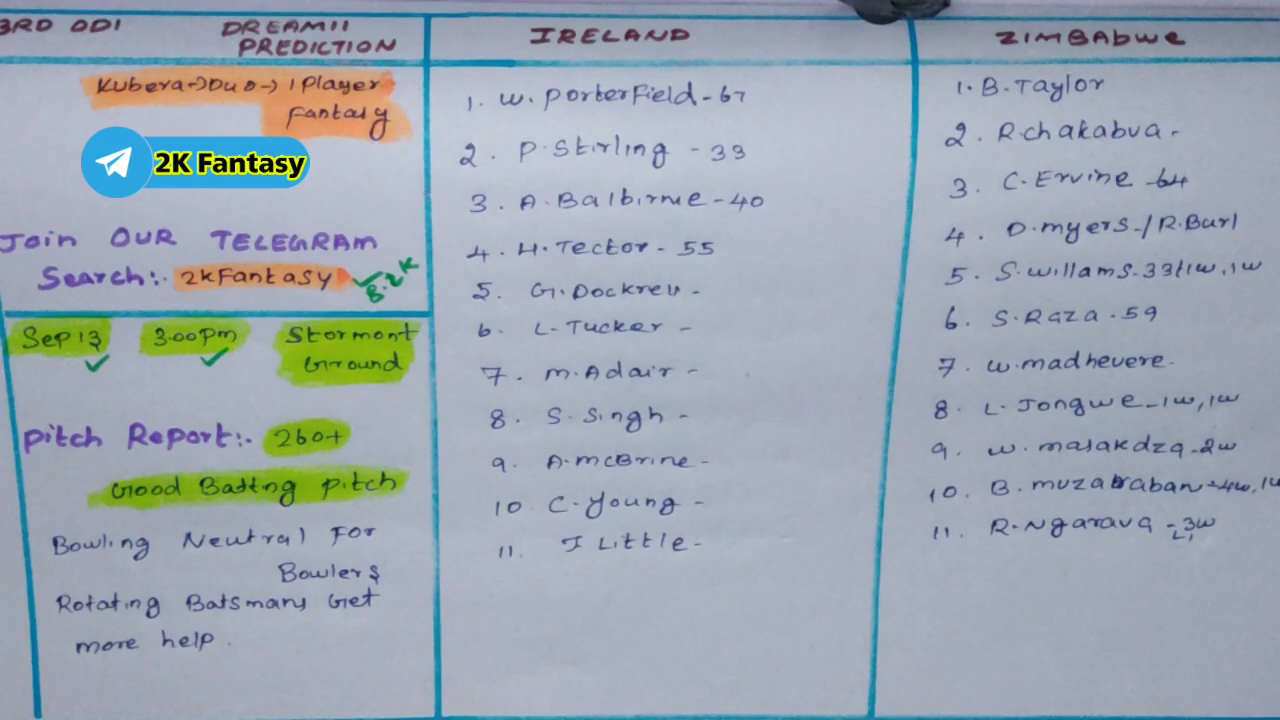 3RD ODI DREAM11
PREDICTION
Kubera→Duo→1Player
Fantasy
2K Fantasy
Join OUR TELEGRAM
Search:- 2kFantasy
B.2K
Sep 13 3.00pm Stormont
Ground
Pitch Report:- 260+
Good Batting Pitch
Bowling Neutral For
Bowlers
Rotating Batsmans Get
more help.
IRELAND
1. W. Porterfield - 67
2. P. Stirling - 33
3. A. Balbirnie - 40
4. H. Tector - 55
5. G. Dockrell -
6. L. Tucker -
7. M. Adair -
8. S. Singh -
9. A. McBrine -
10 C. Young -
11. J Little -
ZIMBABWE
1. B. Taylor
2. R. chakabva -
3. C. Ervine - 64
4. D. myers - / R. Burl
5. S. willams. 33+1w, 1w
6. S. Raza - 59
7. w. madhevere.
8. L. Jongwe - 1w, 1w
9. w. masakdza - 2w
10. B. muzabraban - 4w, 1w
11. R. Ngarava - 3w